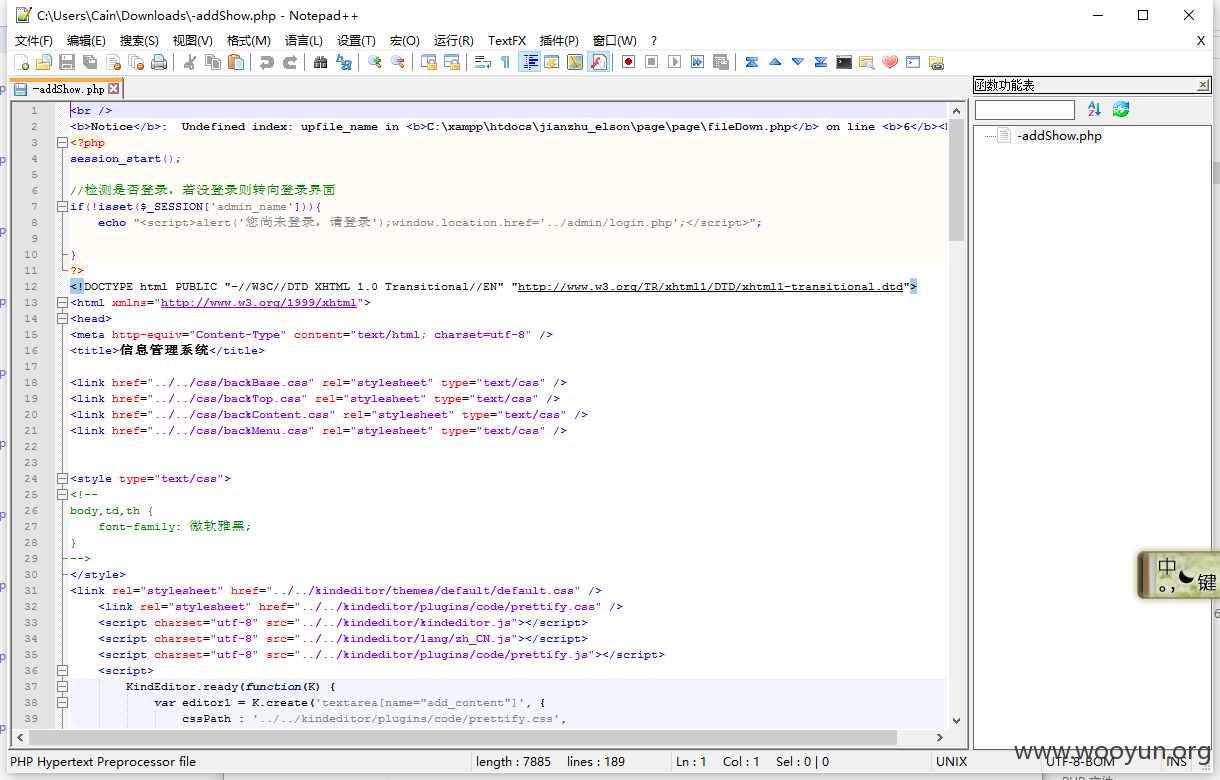 C:\Users\Cain\Downloads\-addShow.php - Notepad++
文件(F) 编辑(E) 搜索(S) 视图(V) 格式(M) 语言(L) 设置(T) 宏(O) 运行(R) TextFX 插件(P) 窗口(W) ? X
-addShow.php
函数功能表
-addShow.php
1 <br />
2 <b>Notice</b>:  Undefined index: upfile_name in <b>C:\xampp\htdocs\jianzhu_elson\page\page\fileDown.php</b> on line <b>6</b>
3 <?php
4 session_start();
5
6 //检测是否登录，若没登录则转向登录界面
7 if(!isset($_SESSION['admin_name'])){
8     echo "<script>alert('您尚未登录，请登录');window.location.href='../admin/login.php';</script>";
9
10 }
11 ?>
12 <!DOCTYPE html PUBLIC "-//W3C//DTD XHTML 1.0 Transitional//EN" "http://www.w3.org/TR/xhtml1/DTD/xhtml1-transitional.dtd">
13 <html xmlns="http://www.w3.org/1999/xhtml">
14 <head>
15 <meta http-equiv="Content-Type" content="text/html; charset=utf-8" />
16 <title>信息管理系统</title>
17
18 <link href="../../css/backBase.css" rel="stylesheet" type="text/css" />
19 <link href="../../css/backTop.css" rel="stylesheet" type="text/css" />
20 <link href="../../css/backContent.css" rel="stylesheet" type="text/css" />
21 <link href="../../css/backMenu.css" rel="stylesheet" type="text/css" />
22
23
24 <style type="text/css">
25 <!--
26 body,td,th {
27     font-family: 微软雅黑;
28 }
29 -->
30 </style>
31 <link rel="stylesheet" href="../../kindeditor/themes/default/default.css" />
32     <link rel="stylesheet" href="../../kindeditor/plugins/code/prettify.css" />
33     <script charset="utf-8" src="../../kindeditor/kindeditor.js"></script>
34     <script charset="utf-8" src="../../kindeditor/lang/zh_CN.js"></script>
35     <script charset="utf-8" src="../../kindeditor/plugins/code/prettify.js"></script>
36     <script>
37         KindEditor.ready(function(K) {
38             var editor1 = K.create('textarea[name="add_content"]', {
39                 cssPath : '../../kindeditor/plugins/code/prettify.css',
中
。，键
www.wooyun.org
PHP Hypertext Preprocessor file length : 7885 lines : 189 Ln : 1 Col : 1 Sel : 0 | 0 UNIX UTF-8-BOM INS